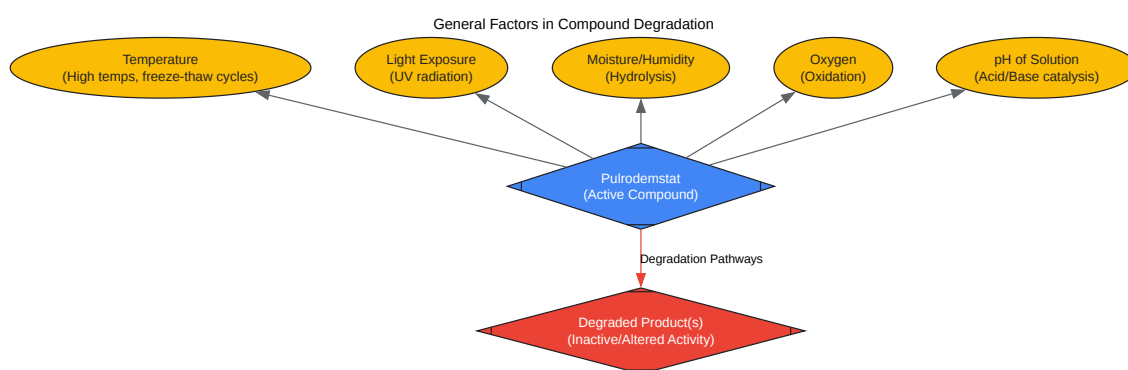 General Factors in Compound Degradation
Temperature
(High temps, freeze-thaw cycles)
Light Exposure
(UV radiation)
Moisture/Humidity
(Hydrolysis)
Oxygen
(Oxidation)
pH of Solution
(Acid/Base catalysis)
Pulrodemstat
(Active Compound)
Degradation Pathways
Degraded Product(s)
(Inactive/Altered Activity)